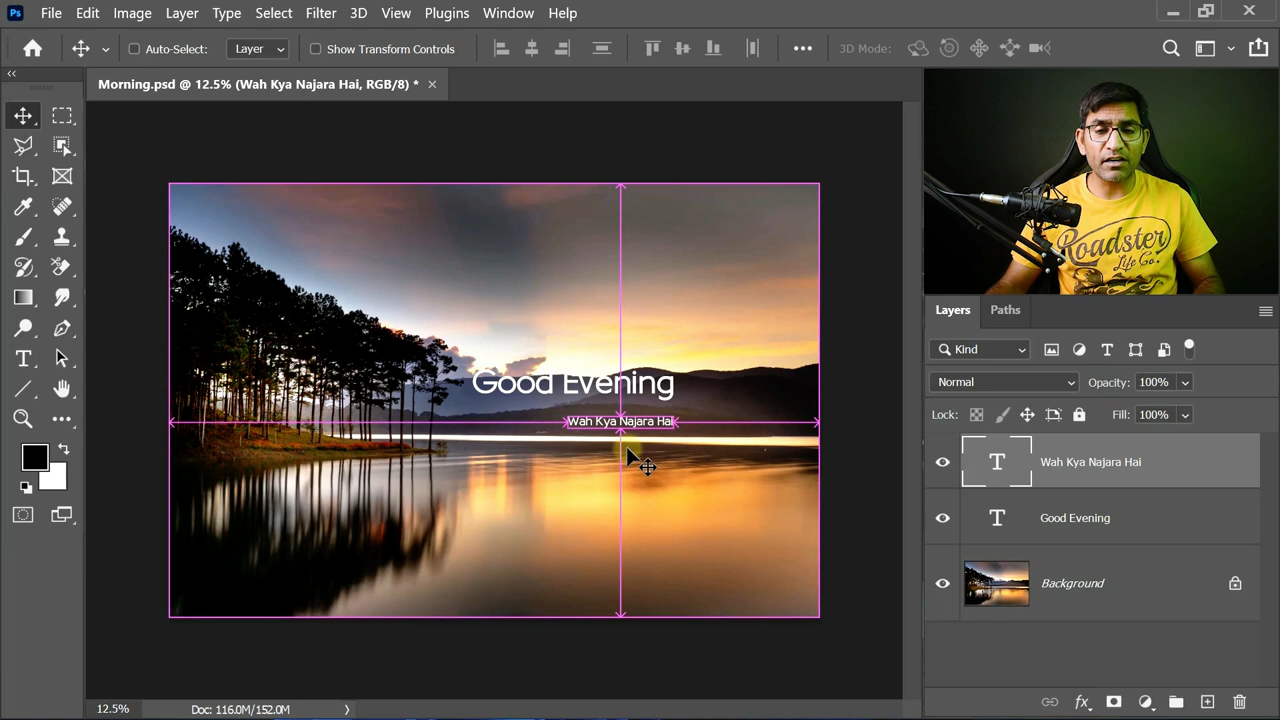 Ps File Edit Image Layer Type Select Filter 3D View Plugins Window Help
Auto-Select: Layer Show Transform Controls 3D Mode:
Morning.psd @ 12.5% (Wah Kya Najara Hai, RGB/8) *
Roadster
Life Co.
Good Evening
Wah Kya Najara Hai
Layers Paths
Kind
Normal Opacity: 100%
Lock: Fill: 100%
Wah Kya Najara Hai
Good Evening
Background
12.5% Doc: 116.0M/152.0M